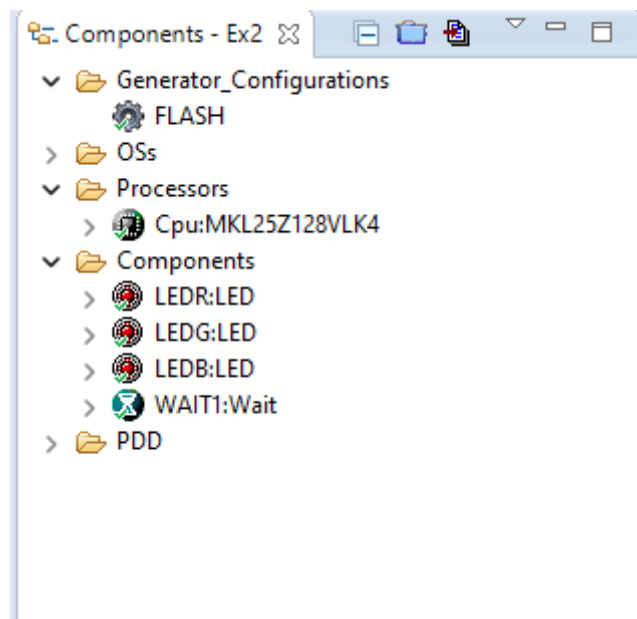 Components - Ex2
Generator_Configurations
FLASH
OSs
Processors
Cpu:MKL25Z128VLK4
Components
LEDR:LED
LEDG:LED
LEDB:LED
WAIT1:Wait
PDD